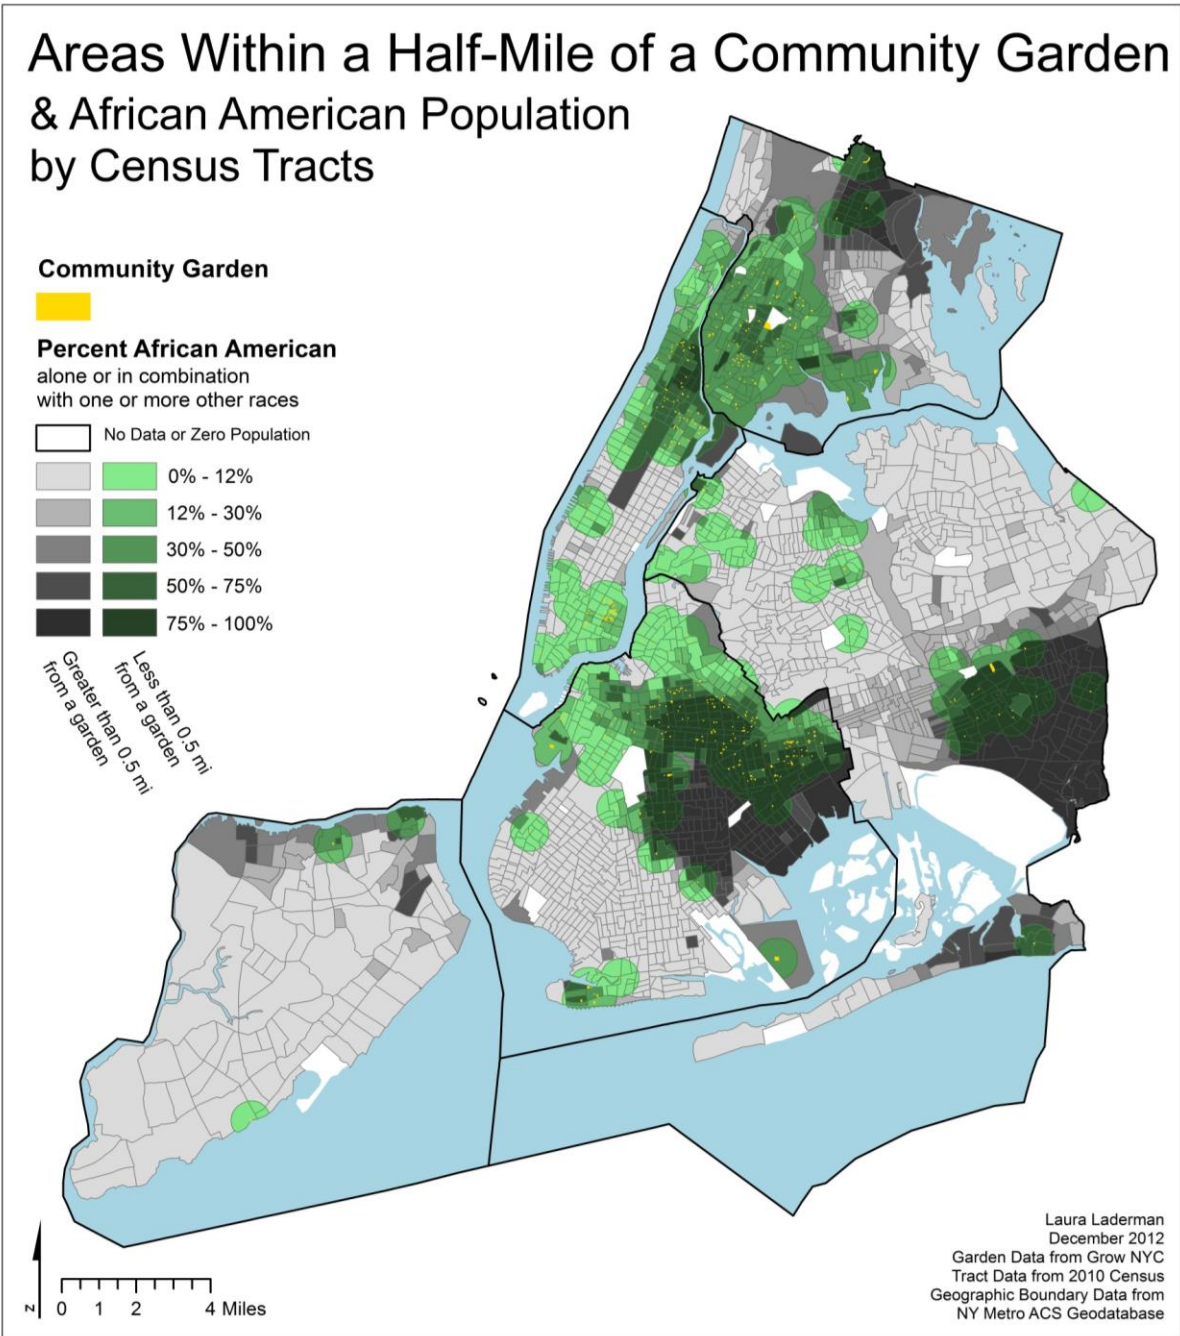 Areas Within a Half-Mile of a Community Garden
& African American Population
by Census Tracts
Community Garden
Percent African American
alone or in combination
with one or more other races
No Data or Zero Population
0% - 12%
12% - 30%
30% - 50%
50% - 75%
75% - 100%
Greater than 0.5 mi
from a garden
Less than 0.5 mi
from a garden
N
0 1 2 4 Miles
Laura Laderman
December 2012
Garden Data from Grow NYC
Tract Data from 2010 Census
Geographic Boundary Data from
NY Metro ACS Geodatabase